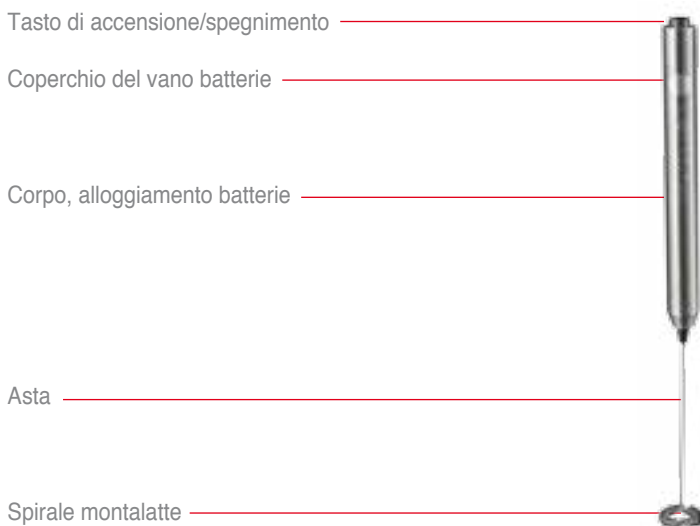 Tasto di accensione/spegnimento
Coperchio del vano batterie
Corpo, alloggiamento batterie
Asta
Spirale montalatte